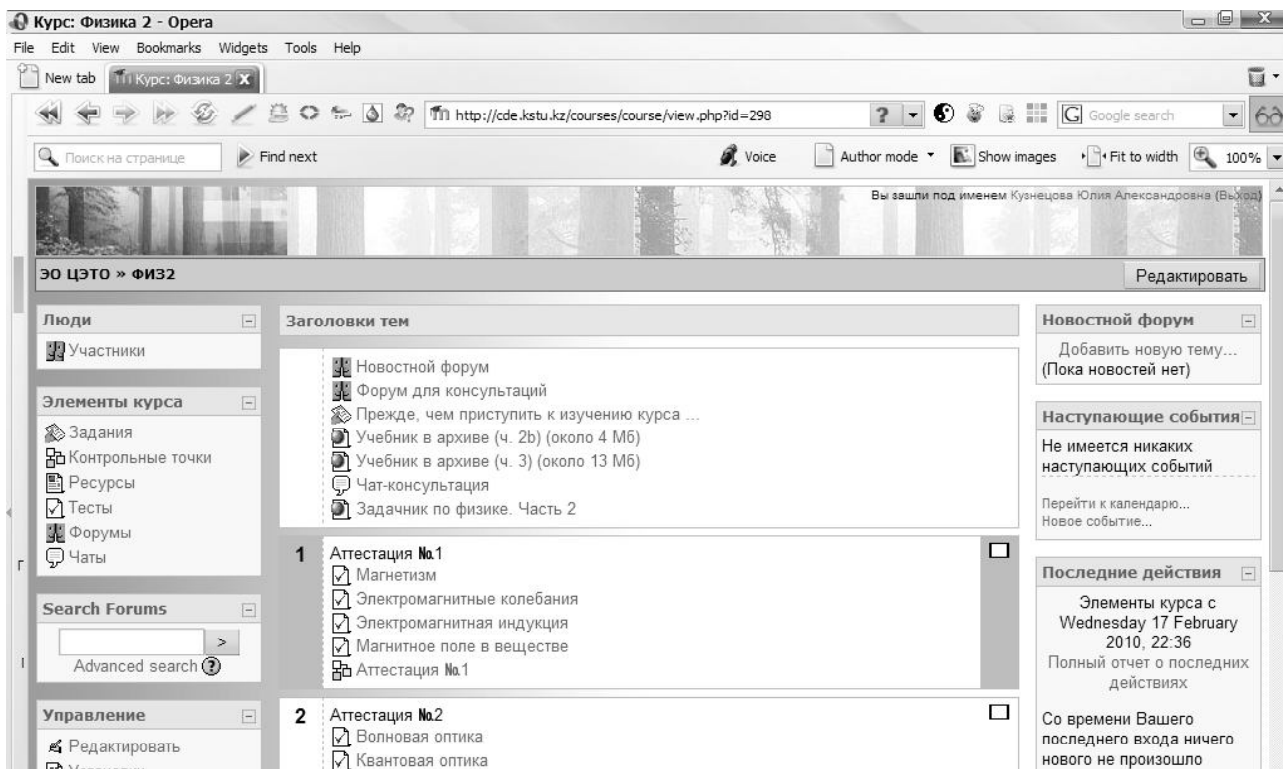 Курс: Физика 2 - Opera
File Edit View Bookmarks Widgets Tools Help
New tab Курс: Физика 2
http://cde.kstu.kz/courses/course/view.php?id=298 ? Google search
Поиск на странице Find next Voice Author mode Show images Fit to width 100%
Вы зашли под именем Кузнецова Юлия Александровна (Выход)
ЭО ЦЭТО » ФИЗ2 Редактировать
Люди
Участники
Элементы курса
Задания
Контрольные точки
Ресурсы
Тесты
Форумы
Чаты
Search Forums
>
Advanced search ?
Управление
Редактировать
Заголовки тем
Новостной форум
Форум для консультаций
Прежде, чем приступить к изучению курса ...
Учебник в архиве (ч. 2b) (около 4 Мб)
Учебник в архиве (ч. 3) (около 13 Мб)
Чат-консультация
Задачник по физике. Часть 2
1 Аттестация №1
Магнетизм
Электромагнитные колебания
Электромагнитная индукция
Магнитное поле в веществе
Аттестация №1
2 Аттестация №2
Волновая оптика
Квантовая оптика
Новостной форум
Добавить новую тему...
(Пока новостей нет)
Наступающие события
Не имеется никаких
наступающих событий
Перейти к календарю...
Новое событие...
Последние действия
Элементы курса с
Wednesday 17 February
2010, 22:36
Полный отчет о последних
действиях
Со времени Вашего
последнего входа ничего
нового не произошло